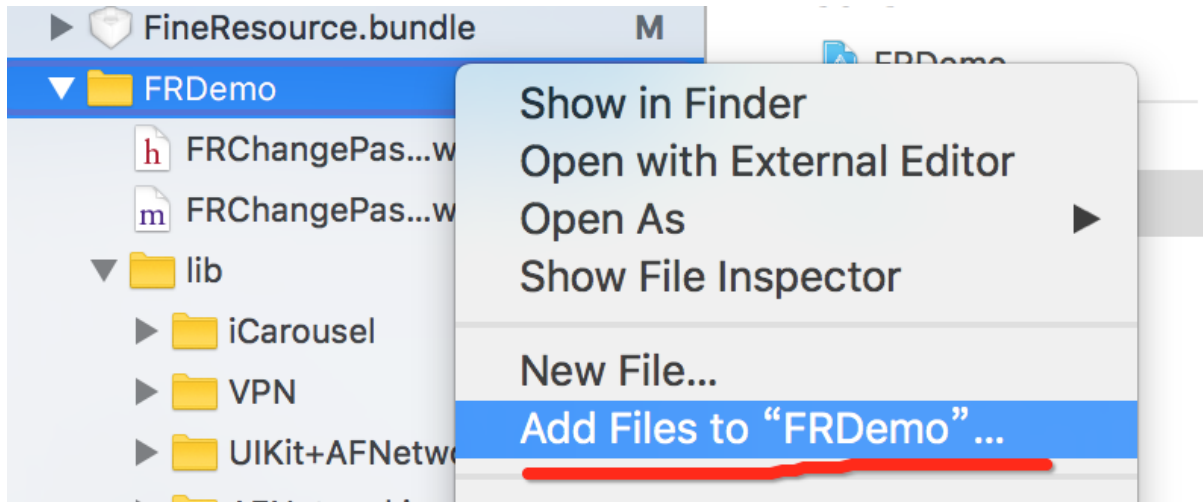 FineResource.bundle M
FRDemo
FRDemo
h FRChangePas...w
m FRChangePas...w
lib
iCarousel
VPN
UIKit+AFNetw
Show in Finder
Open with External Editor
Open As
Show File Inspector
New File...
Add Files to “FRDemo”...